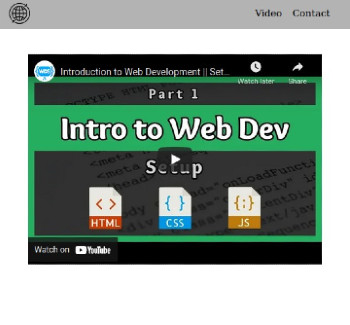 Video Contact
Introduction to Web Development || Set...
Watch later Share
Part 1
Intro to Web Dev
Setup
HTML CSS JS
Watch on YouTube